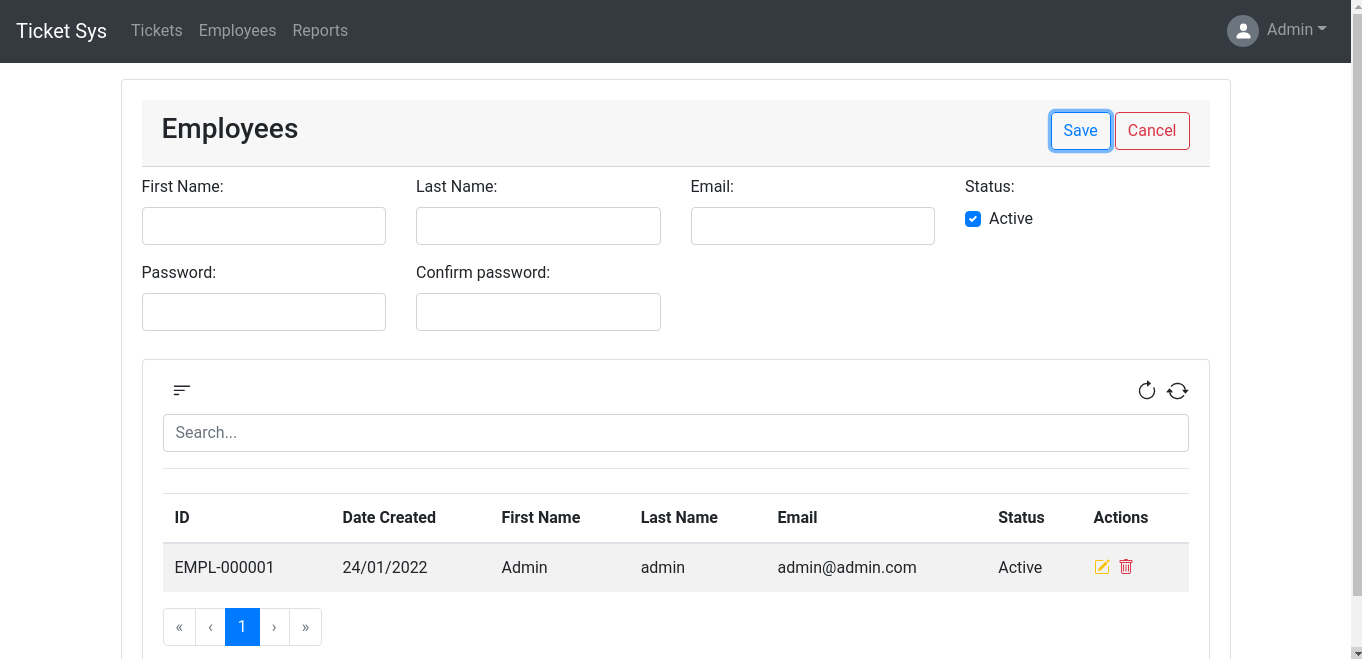 Ticket Sys Tickets Employees Reports Admin
Employees Save Cancel
First Name: Last Name: Email: Status:
Active
Password: Confirm password:
Search...
ID Date Created First Name Last Name Email Status Actions
EMPL-000001 24/01/2022 Admin admin admin@admin.com Active
« ‹ 1 › »